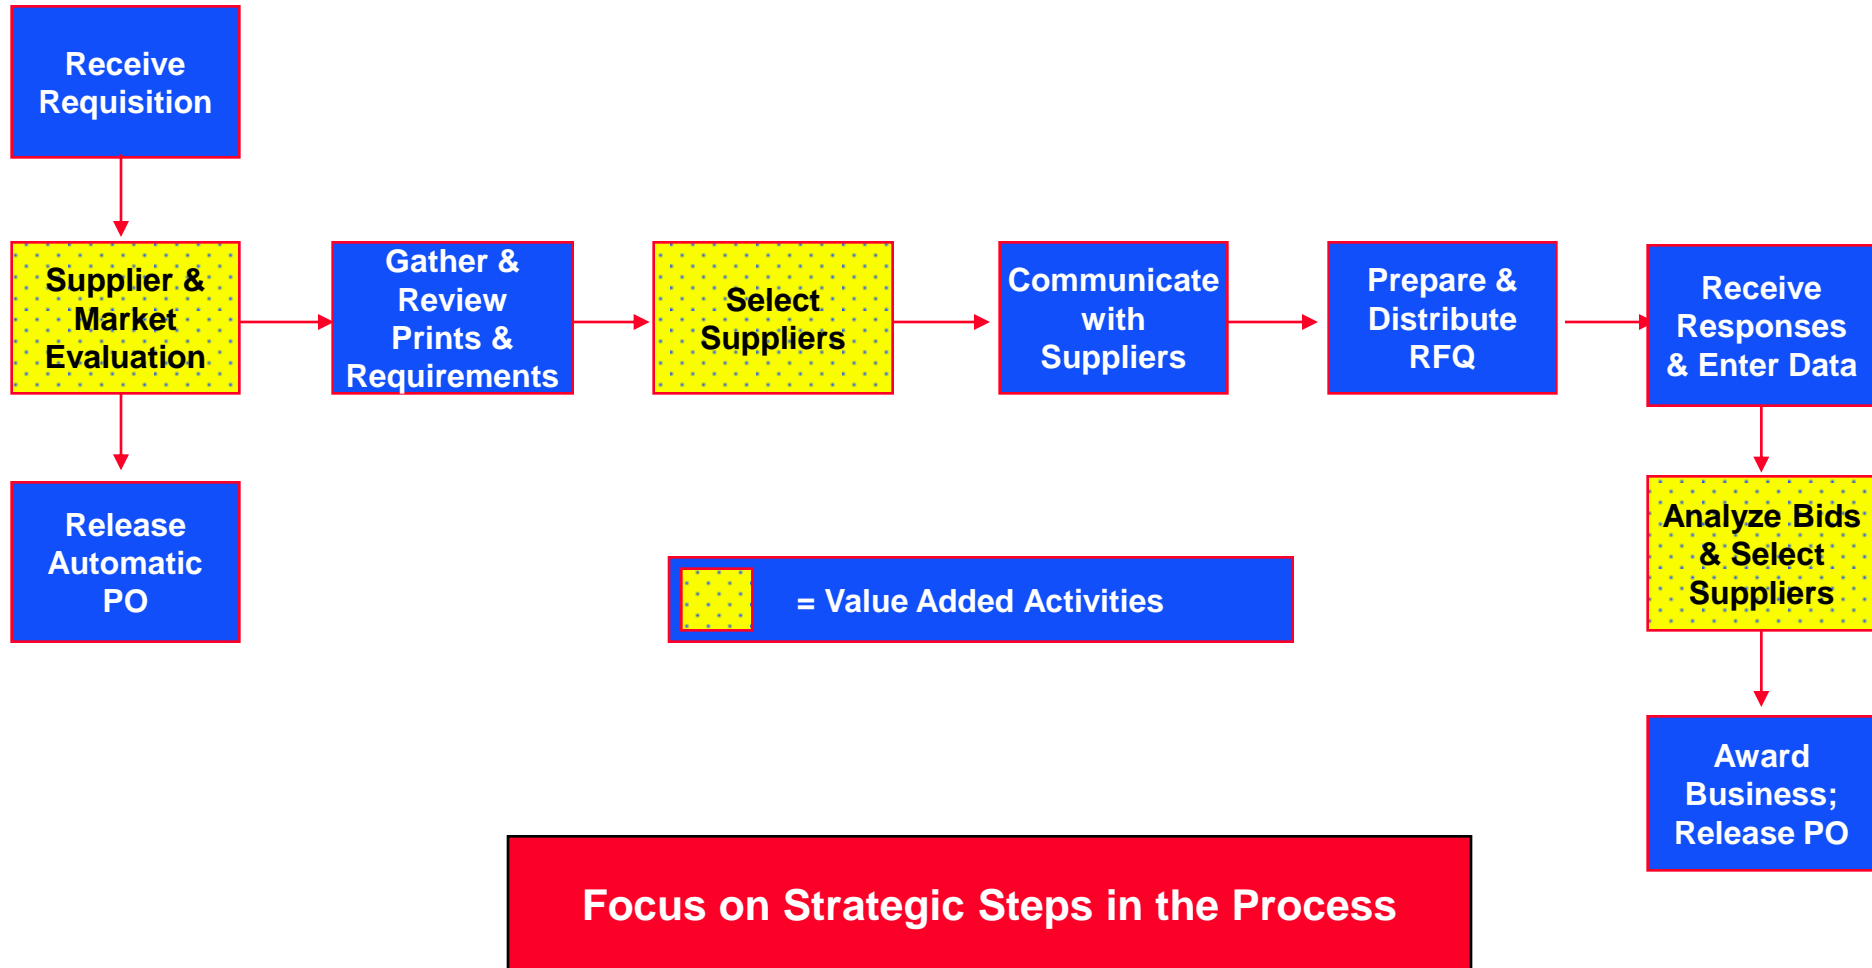 Receive
Requisition
Supplier &
Market
Evaluation
Gather &
Review
Prints &
Requirements
Select
Suppliers
Communicate
with
Suppliers
Prepare &
Distribute
RFQ
Receive
Responses
& Enter Data
Release
Automatic
PO
= Value Added Activities
Analyze Bids
& Select
Suppliers
Award
Business;
Release PO
Focus on Strategic Steps in the Process